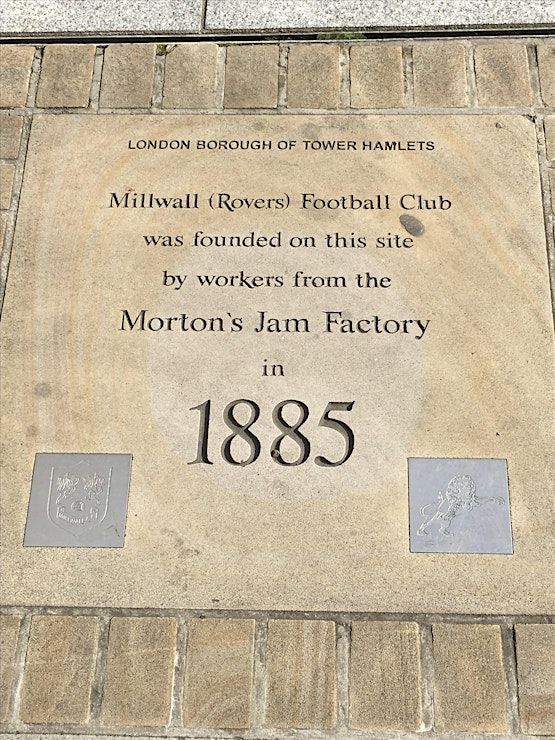 LONDON BOROUGH OF TOWER HAMLETS
Millwall (Rovers) Football Club
was founded on this site
by workers from the
Morton's Jam Factory
in
1885